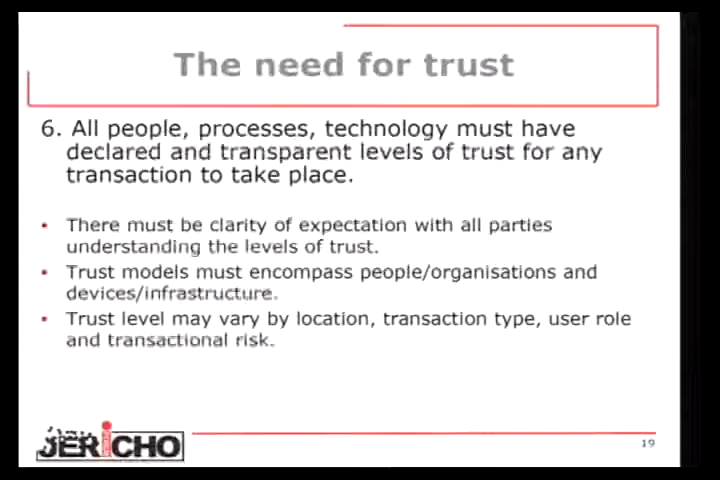 The need for trust
6. All people, processes, technology must have
declared and transparent levels of trust for any
transaction to take place.
• There must be clarity of expectation with all parties
understanding the levels of trust.
• Trust models must encompass people/organisations and
devices/infrastructure.
• Trust level may vary by location, transaction type, user role
and transactional risk.
JERiCHO
19